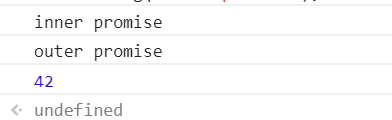 inner promise
outer promise
42
undefined